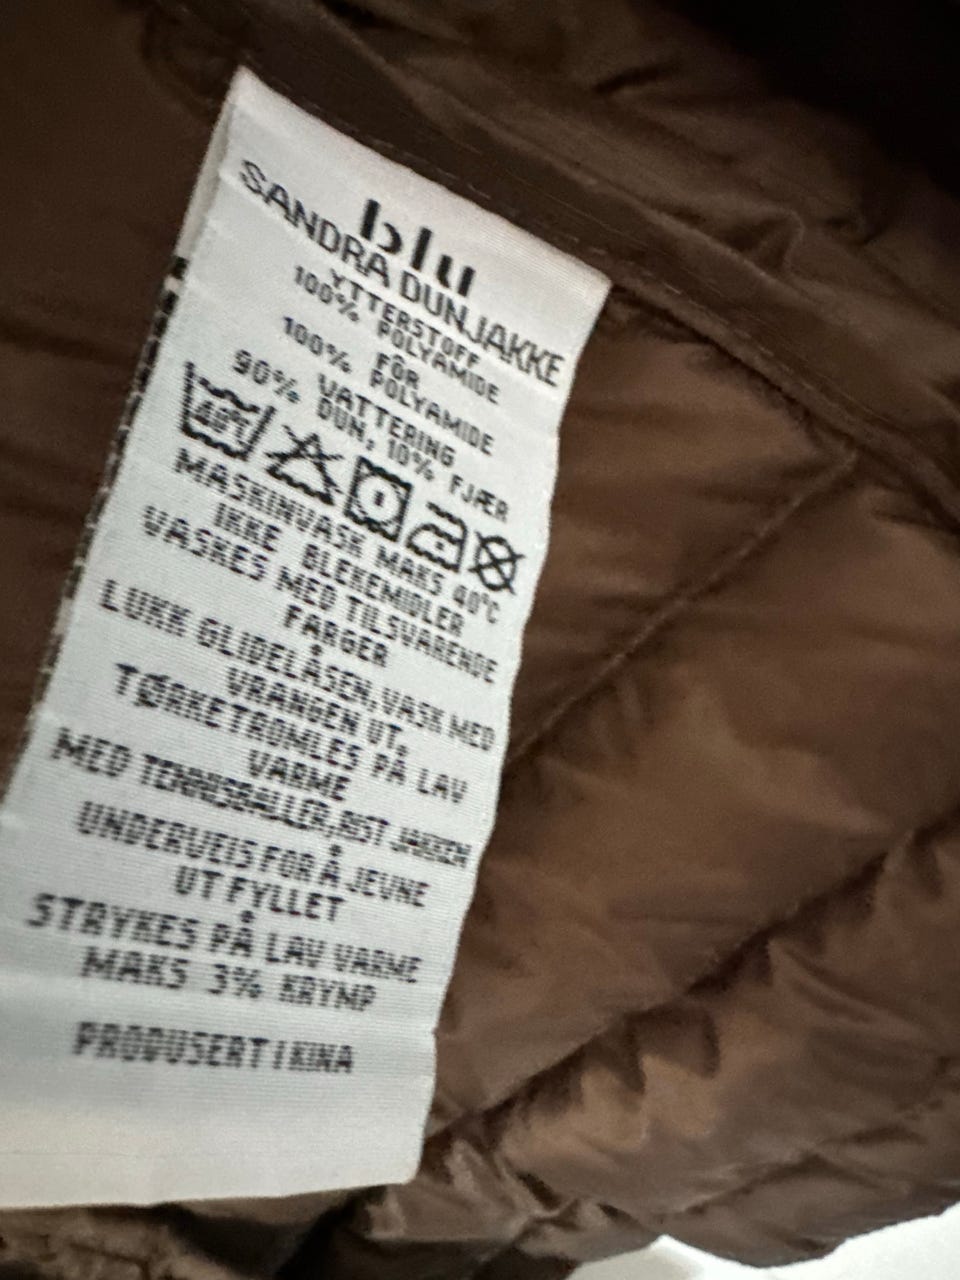 blu
SANDRA DUNJAKKE
YTTERSTOFF
100% POLYAMIDE
FÔR
100% POLYAMIDE
VATTERING
90% DUN, 10% FJÆR
40°C
MASKINVASK MAKS 40°C
IKKE BLEKEMIDLER
VASKES MED TILSVARENDE
FARGER
LUKK GLIDELÅSEN, VASK MED
VRANGEN UT.
TØRKETROMLES PÅ LAV
VARME
MED TENNISBALLER, RIST JAKKEN
UNDERVEIS FOR Å JEVNE
UT FYLLET
STRYKES PÅ LAV VARME
MAKS 3% KRYMP
PRODUSERT I KINA